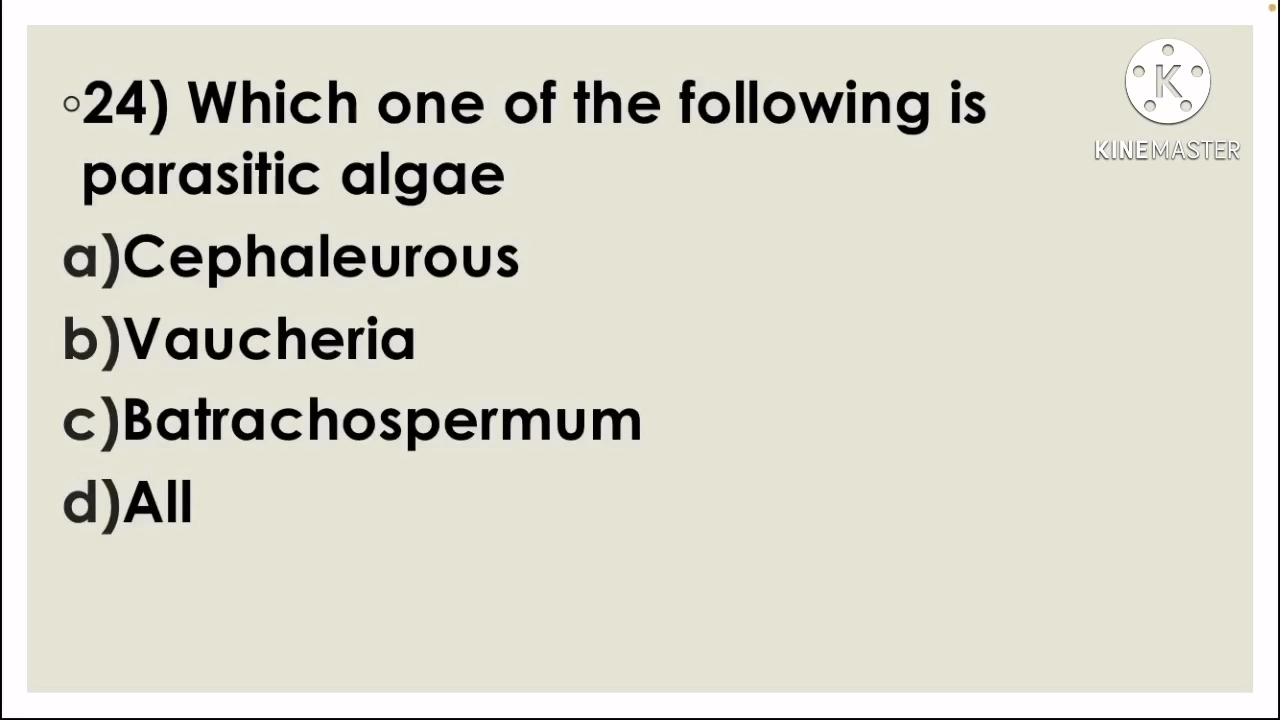 ◦24) Which one of the following is
parasitic algae
a)Cephaleurous
b)Vaucheria
c)Batrachospermum
d)All
K
KINEMASTER